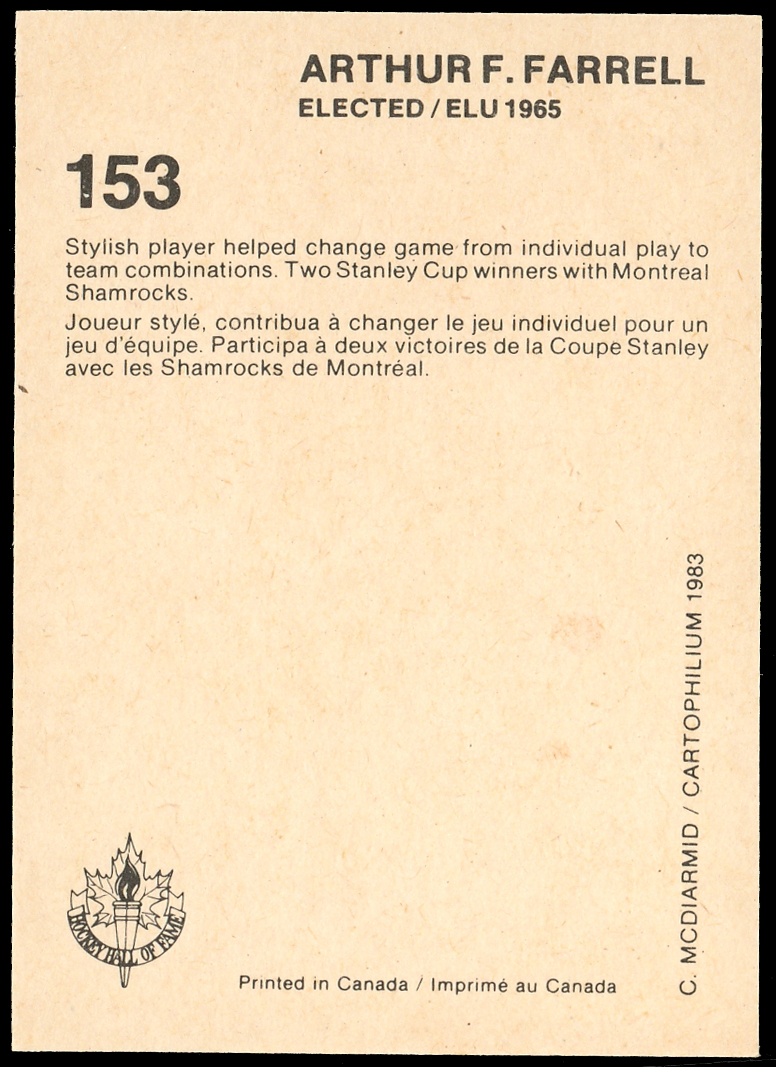 ARTHUR F. FARRELL
ELECTED / ELU 1965
153
Stylish player helped change game from individual play to
team combinations. Two Stanley Cup winners with Montreal
Shamrocks.
Joueur stylé, contribua à changer le jeu individuel pour un
jeu d'équipe. Participa à deux victoires de la Coupe Stanley
avec les Shamrocks de Montréal.
C. MCDIARMID / CARTOPHILIUM 1983
HOCKEY HALL OF FAME
Printed in Canada / Imprimé au Canada